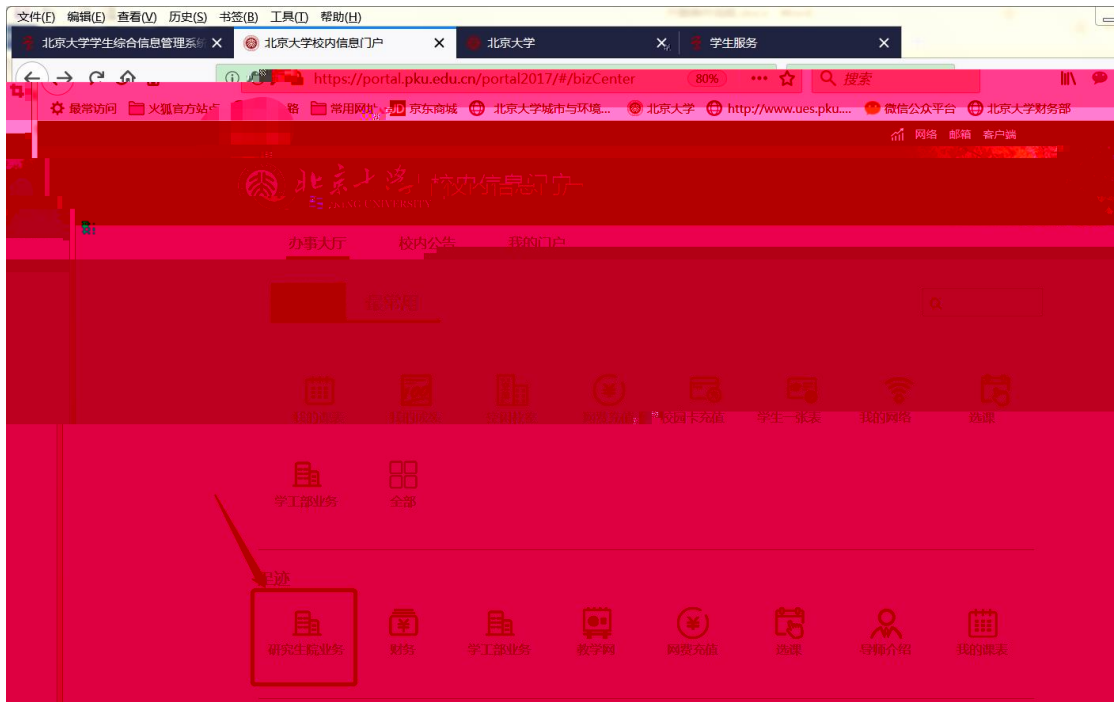 文件(F) 编辑(E) 查看(V) 历史(S) 书签(B) 工具(T) 帮助(H)
北京大学学生综合信息管理系统 北京大学校内信息门户 北京大学 学生服务
https://portal.pku.edu.cn/portal2017/#/bizCenter 80% 搜索
最常访问 火狐官方站点 常用网址 JD 京东商城 北京大学城市与环境... 北京大学 http://www.ues.pku.... 微信公众平台 北京大学财务部
网络 邮箱 客户端
北京大学 校内信息门户
办事大厅 校内公告 我的门户
校园卡充值 学生一张表 我的网络 选课
学工部业务 全部
足迹
研究生院业务 财务 学工部业务 教学网 网费充值 选课 导师介绍 我的课表